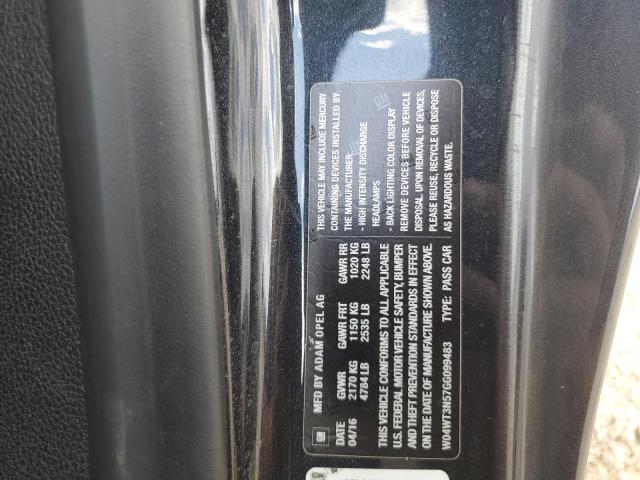 MFD BY ADAM OPEL AG
DATE GVWR GAWR FRT GAWR RR
04/16 2170 KG 1150 KG 1020 KG
4784 LB 2535 LB 2248 LB
THIS VEHICLE CONFORMS TO ALL APPLICABLE
U.S. FEDERAL MOTOR VEHICLE SAFETY, BUMPER
AND THEFT PREVENTION STANDARDS IN EFFECT
ON THE DATE OF MANUFACTURE SHOWN ABOVE.
W04WT3N57GG099483 TYPE: PASS CAR
THIS VEHICLE MAY INCLUDE MERCURY
CONTAINING DEVICES INSTALLED BY
THE MANUFACTURER:
- HIGH INTENSITY DISCHARGE
HEADLAMPS
- BACK LIGHTING COLOR DISPLAY
REMOVE DEVICES BEFORE VEHICLE
DISPOSAL. UPON REMOVAL OF DEVICES,
PLEASE REUSE, RECYCLE OR DISPOSE
AS HAZARDOUS WASTE.
GM